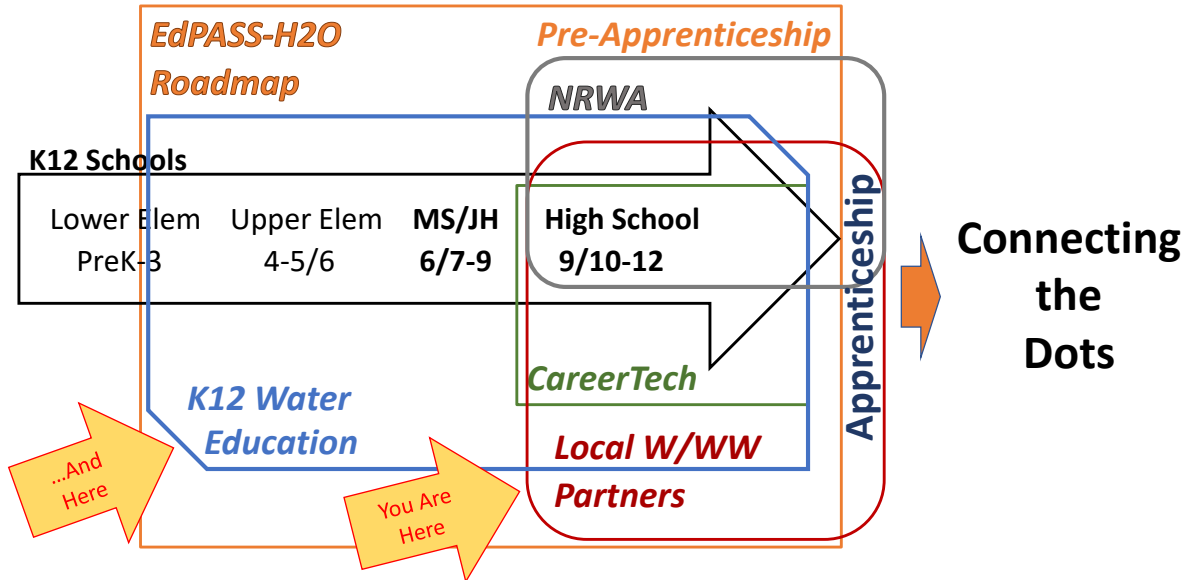 EdPASS-H2O
Roadmap
Pre-Apprenticeship
NRWA
K12 Schools
Lower Elem
PreK-3
Upper Elem
4-5/6
MS/JH
6/7-9
High School
9/10-12
Apprenticeship
Connecting
the
Dots
CareerTech
K12 Water
Education
Local W/WW
Partners
...And
Here
You Are
Here